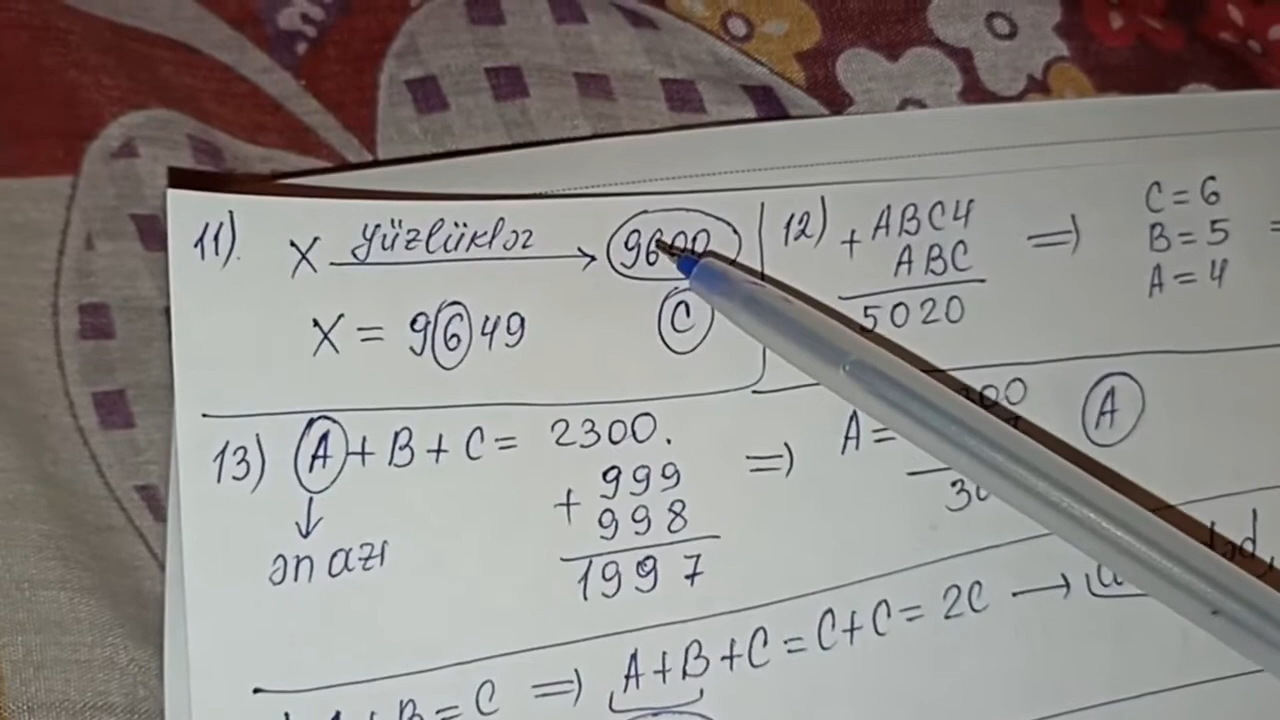 11). X yüzlüklər → 9600
X = 9649 C
12) + ABC4 ⇒ C = 6
ABC B = 5 =
5020 A = 4
13) A + B + C = 2300. ⇒ A = A
ən azı + 999
998
1997
A + B + C = C + C = 2C →
B = C ⇒